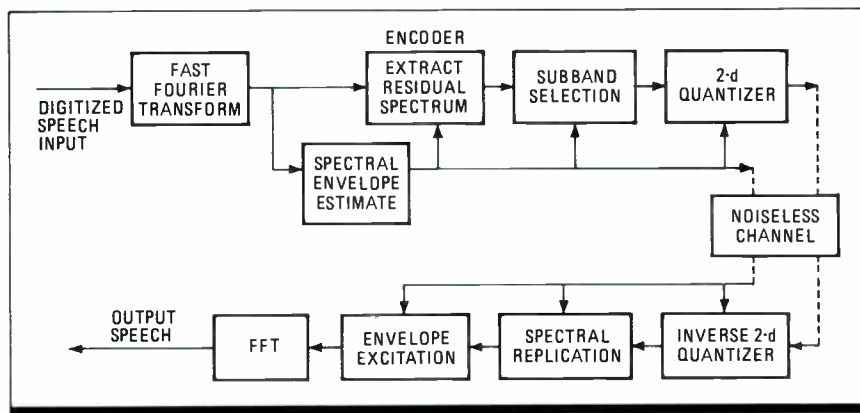 ENCODER
FAST
FOURIER
TRANSFORM
EXTRACT
RESIDUAL
SPECTRUM
SUBBAND
SELECTION
2-d
QUANTIZER
DIGITIZED
SPEECH
INPUT
SPECTRAL
ENVELOPE
ESTIMATE
NOISELESS
CHANNEL
OUTPUT
SPEECH
FFT
ENVELOPE
EXCITATION
SPECTRAL
REPLICATION
INVERSE 2-d
QUANTIZER